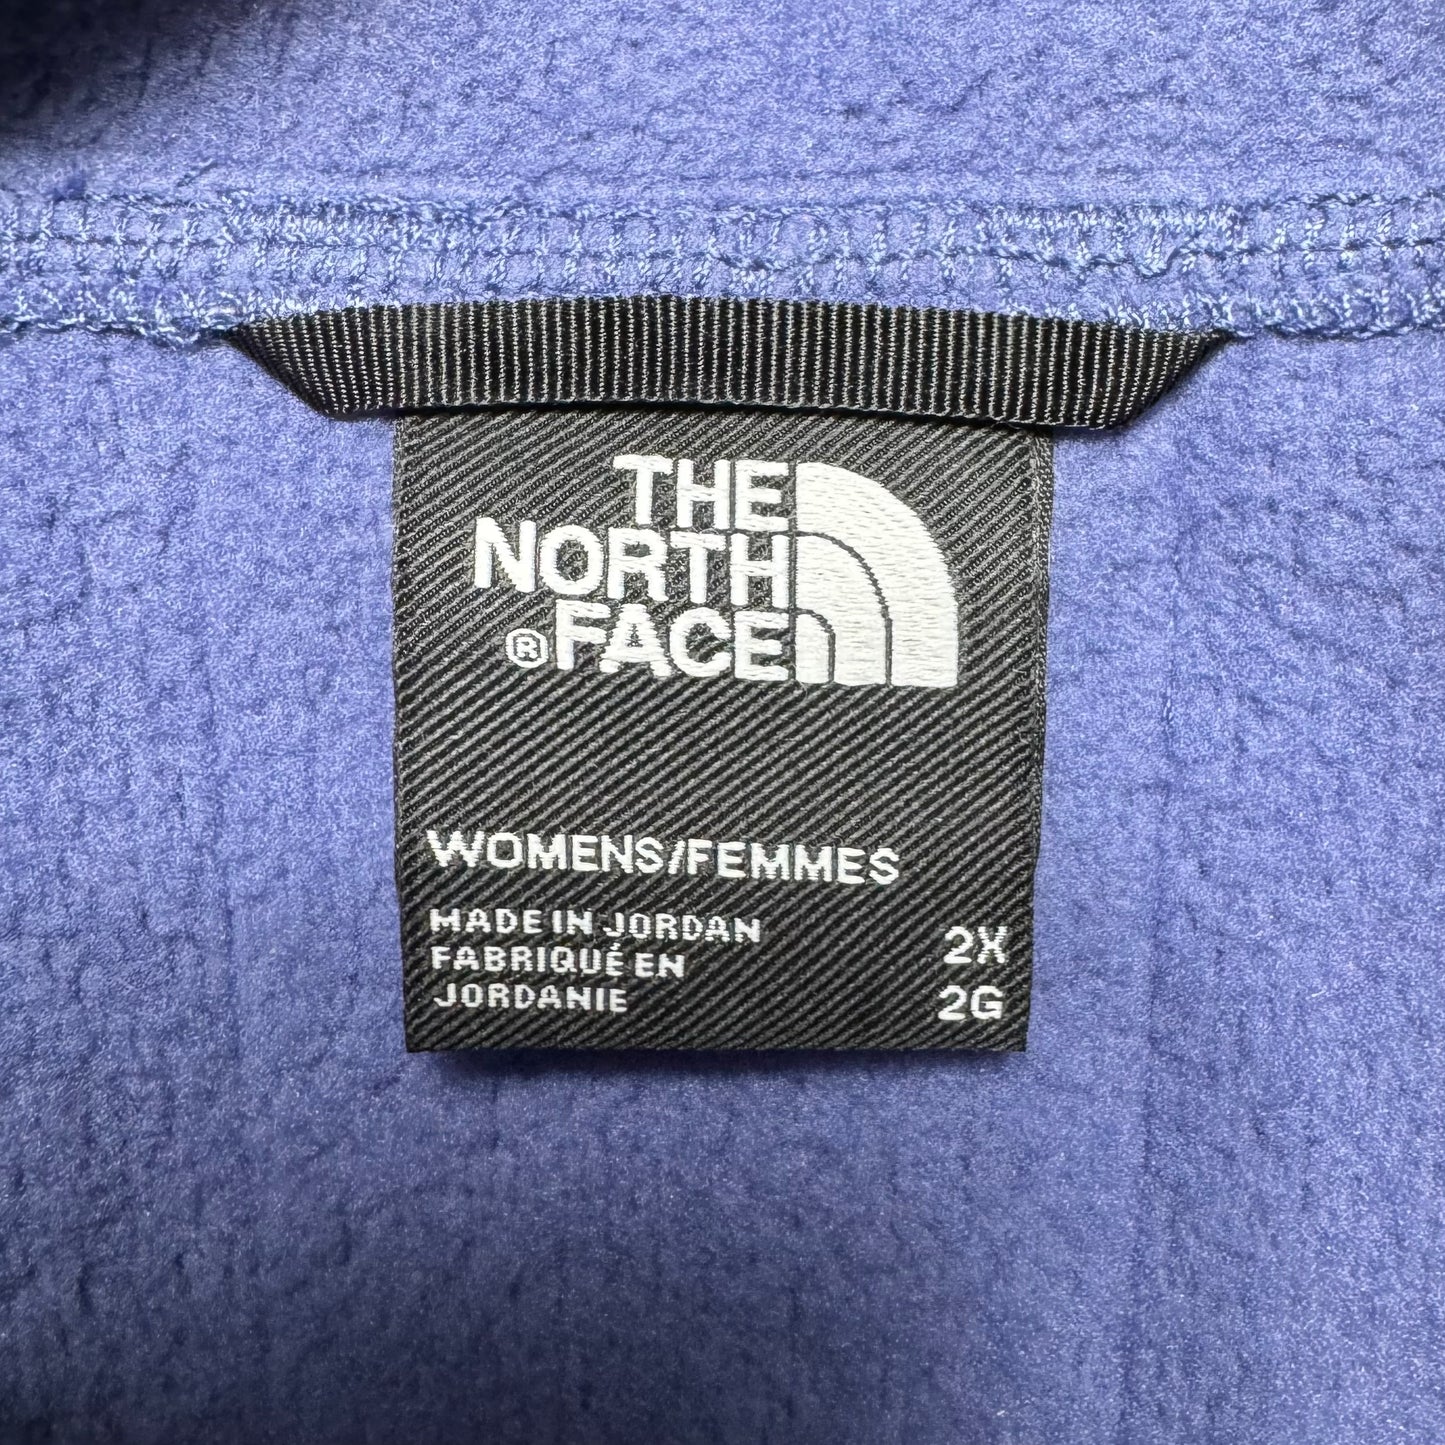 THE
NORTH
® FACE
WOMENS/FEMMES
MADE IN JORDAN
FABRIQUÉ EN
JORDANIE
2X
2G